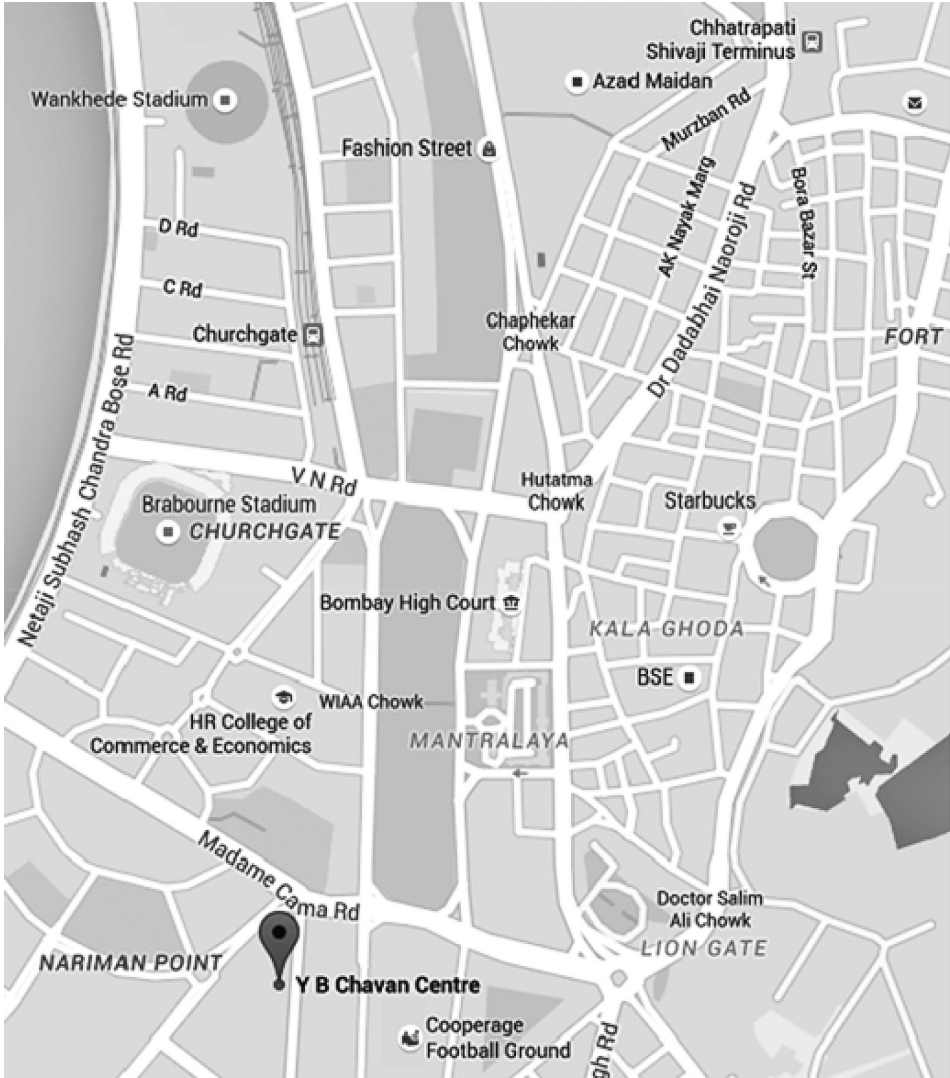 Chhatrapati
Shivaji Terminus
Azad Maidan
Wankhede Stadium
Murzban Rd
Fashion Street
Bora Bazar St
AK Nayak Marg
D Rd
Dr Dadabhai Naoroji Rd
C Rd
Chaphekar
Chowk
Churchgate
FORT
A Rd
Netaji Subhash Chandra Bose Rd
V N Rd
Hutatma
Chowk
Starbucks
Brabourne Stadium
CHURCHGATE
Bombay High Court
KALA GHODA
BSE
WIAA Chowk
HR College of
Commerce & Economics
MANTRALAYA
Madame Cama Rd
Doctor Salim
Ali Chowk
LION GATE
NARIMAN POINT
Y B Chavan Centre
Cooperage
Football Ground
gh Rd